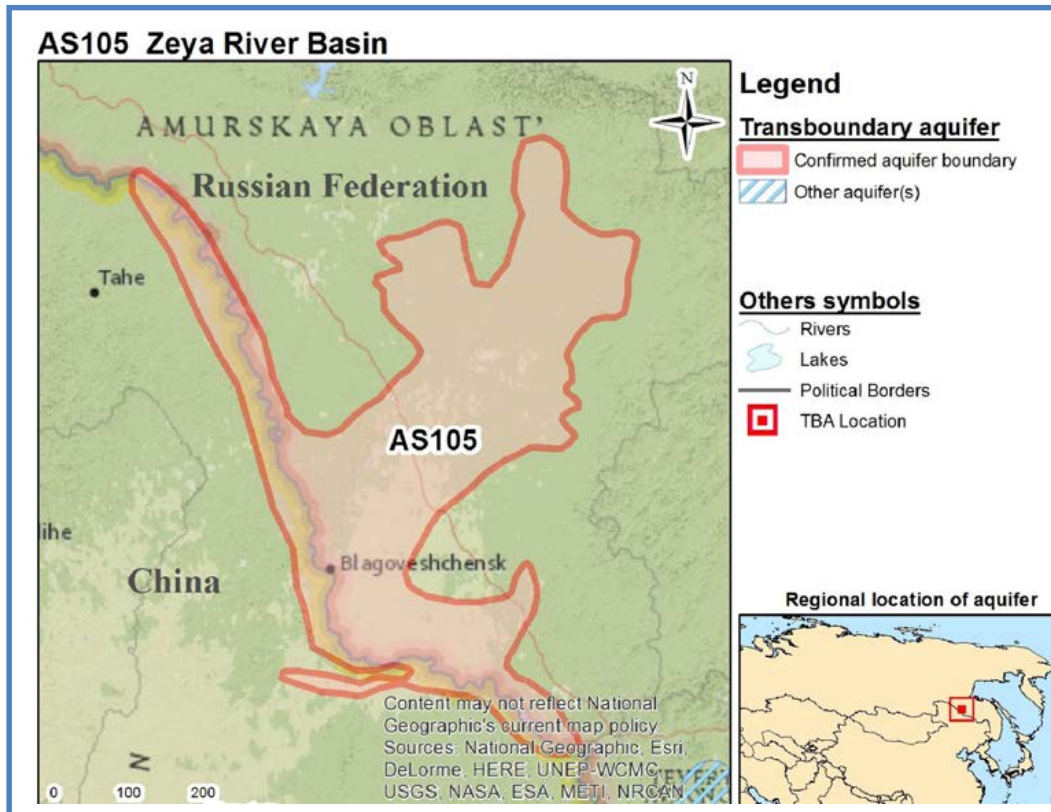 AS105 Zeya River Basin
N
AMURSKAYA OBLAST'
Russian Federation
Tahe
AS105
Blagoveshchensk
China
Content may not reflect National
Geographic's current map policy.
Sources: National Geographic, Esri,
DeLorme, HERE, UNEP-WCMC,
USGS, NASA, ESA, METI, NRCAN
N
0 100 200
Legend
Transboundary aquifer
Confirmed aquifer boundary
Other aquifer(s)
Others symbols
Rivers
Lakes
Political Borders
TBA Location
Regional location of aquifer